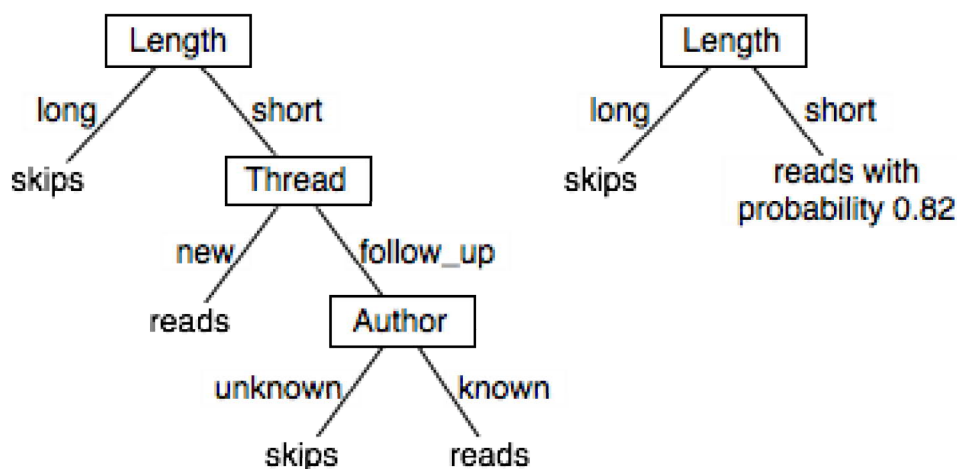 Length
long
short
skips
Thread
new
follow_up
reads
Author
unknown
known
skips
reads
Length
long
short
skips
reads with
probability 0.82